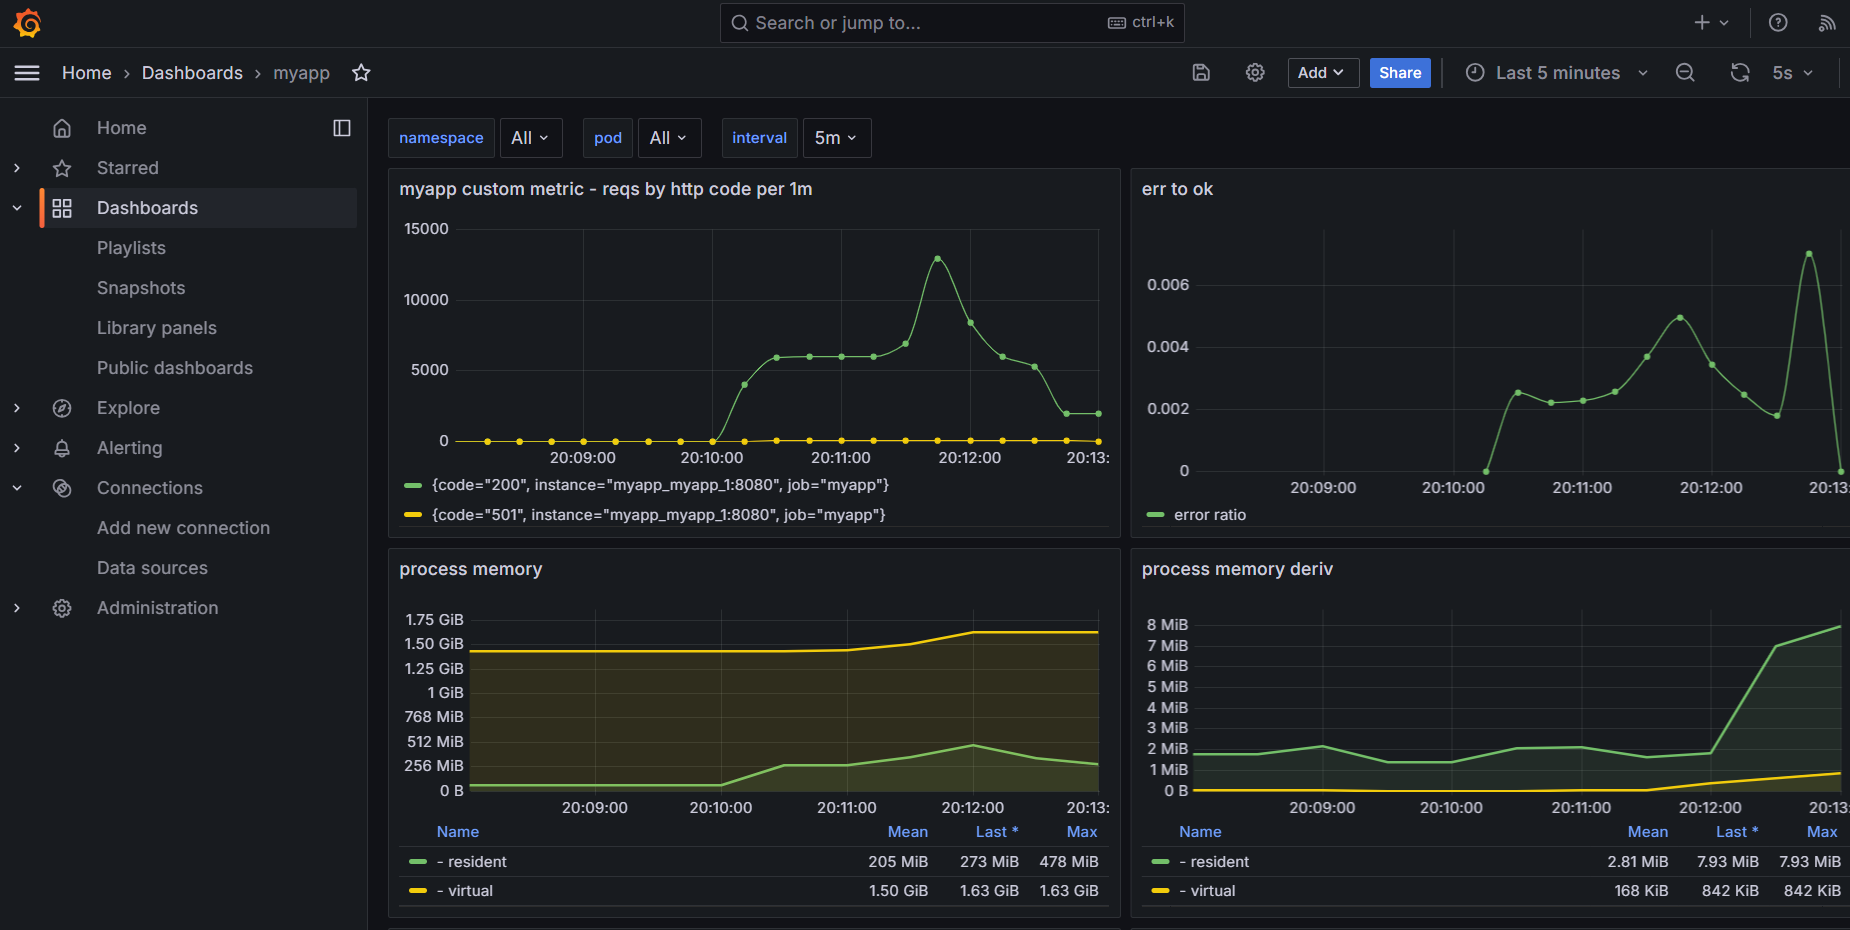 Search or jump to... ctrl+k
Home › Dashboards › myapp
Add
Share
Last 5 minutes
5s
Home
Starred
Dashboards
Playlists
Snapshots
Library panels
Public dashboards
Explore
Alerting
Connections
Add new connection
Data sources
Administration
namespace All pod All interval 5m
myapp custom metric - reqs by http code per 1m
15000
10000
5000
0
20:09:00 20:10:00 20:11:00 20:12:00 20:13:
{code="200", instance="myapp_myapp_1:8080", job="myapp"}
{code="501", instance="myapp_myapp_1:8080", job="myapp"}
err to ok
0.006
0.004
0.002
0
20:09:00 20:10:00 20:11:00 20:12:00 20:13:
error ratio
process memory
1.75 GiB
1.50 GiB
1.25 GiB
1 GiB
768 MiB
512 MiB
256 MiB
0 B
20:09:00 20:10:00 20:11:00 20:12:00 20:13:
Name Mean Last * Max
- resident 205 MiB 273 MiB 478 MiB
- virtual 1.50 GiB 1.63 GiB 1.63 GiB
process memory deriv
8 MiB
7 MiB
6 MiB
5 MiB
4 MiB
3 MiB
2 MiB
1 MiB
0 B
20:09:00 20:10:00 20:11:00 20:12:00 20:13:
Name Mean Last * Max
- resident 2.81 MiB 7.93 MiB 7.93 MiB
- virtual 168 KiB 842 KiB 842 KiB